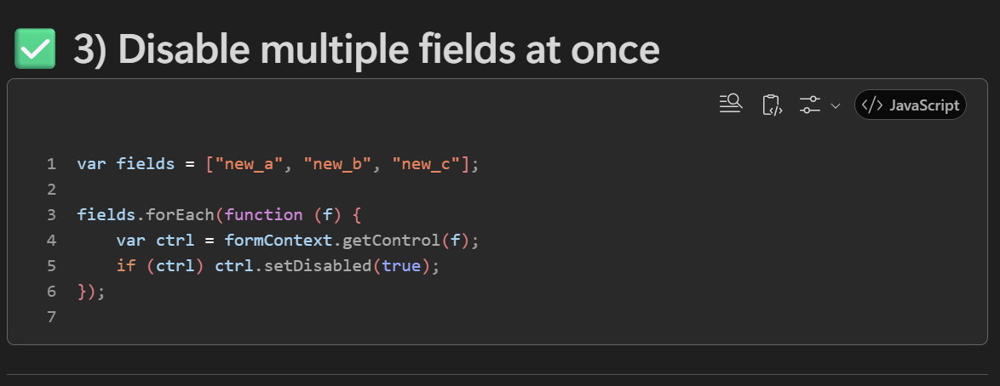 ✅ 3) Disable multiple fields at once
</> JavaScript
1 var fields = ["new_a", "new_b", "new_c"];
2
3 fields.forEach(function (f) {
4     var ctrl = formContext.getControl(f);
5     if (ctrl) ctrl.setDisabled(true);
6 });
7